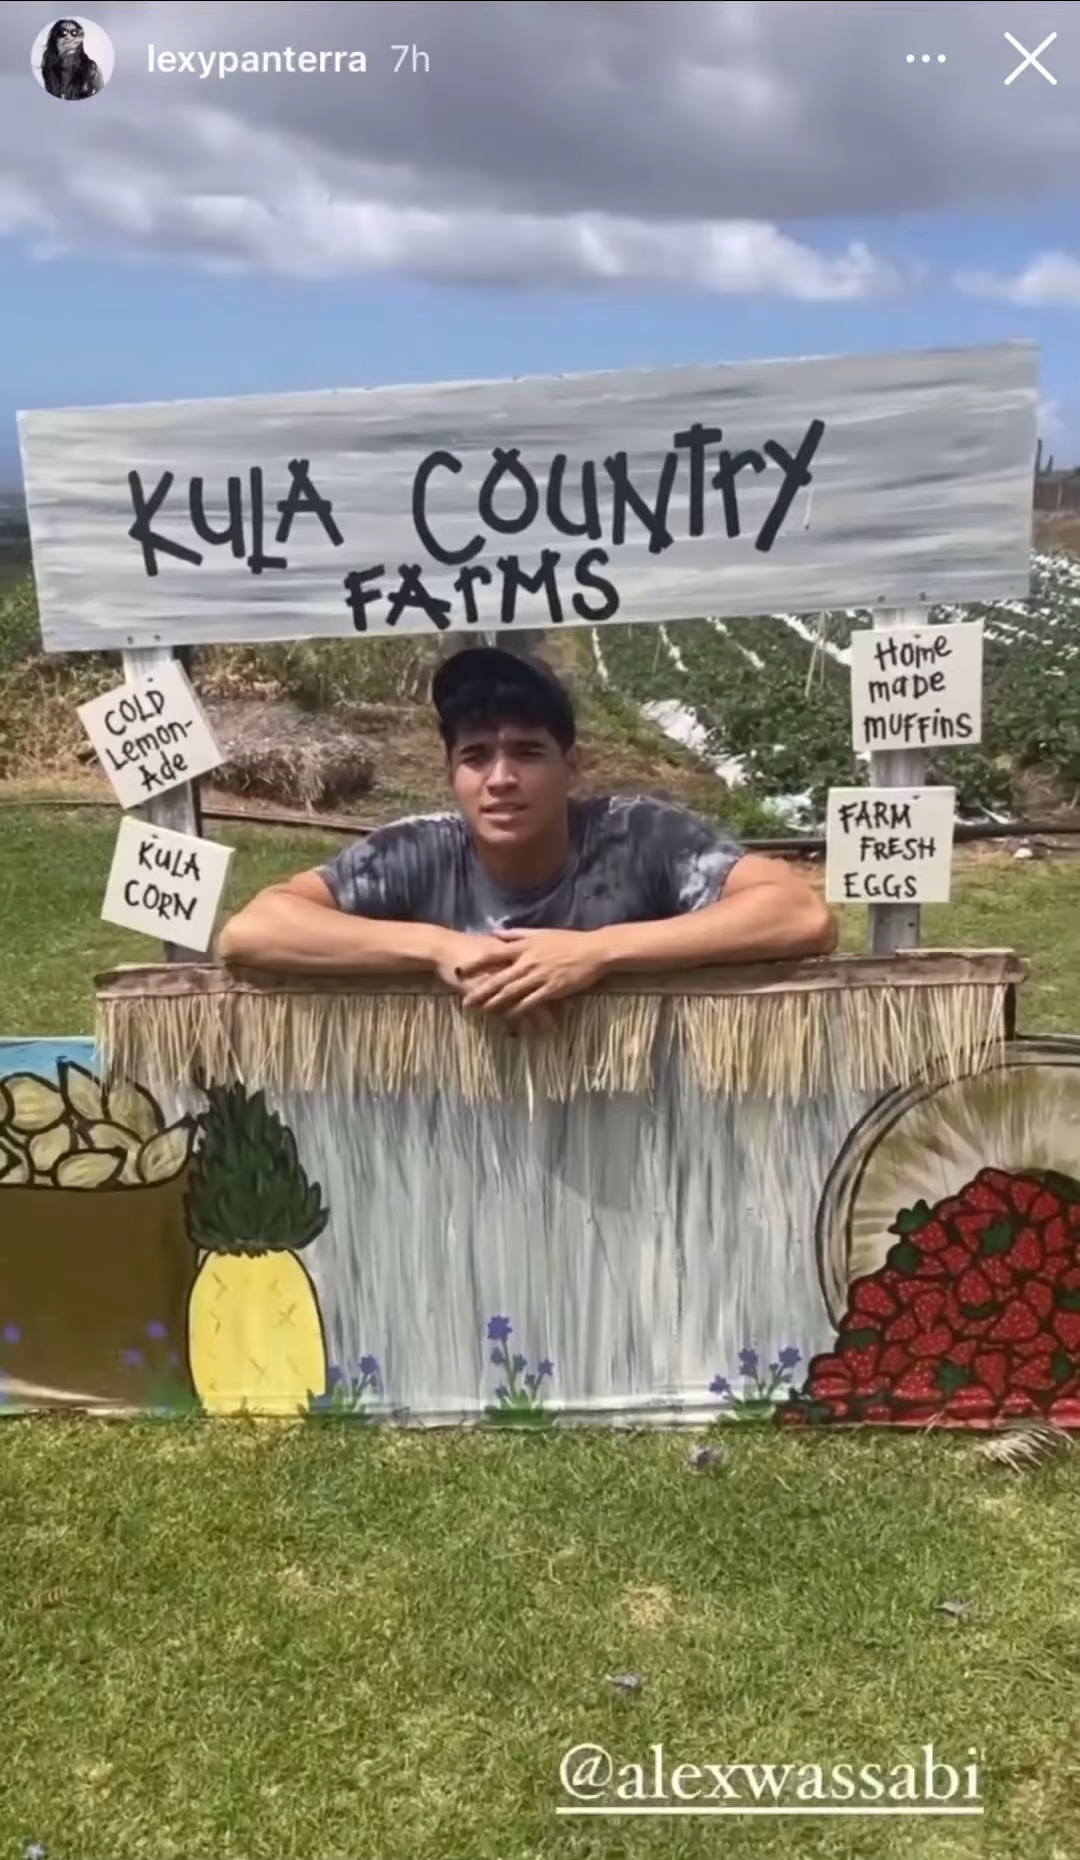 lexypanterra 7h
KULA COUNTrY
FArMS
COLD
Lemon-
Ade
KULA
CORN
Home
maDe
muffins
FARM
FRESH
EGGS
@alexwassabi